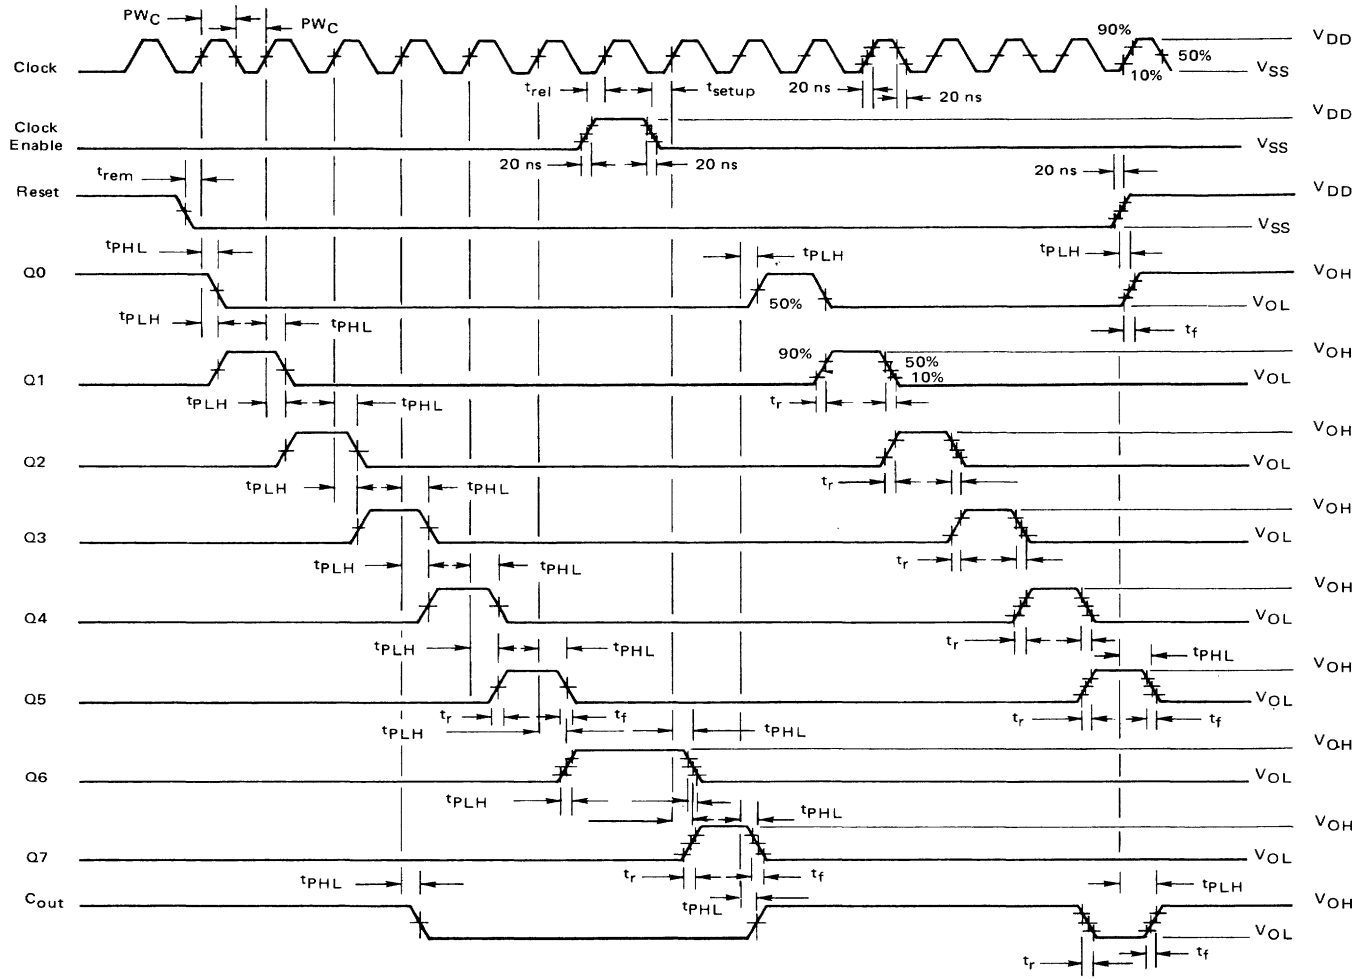 PWC PWC
90% VDD
50%
Clock 10% VSS
trel tsetup 20 ns 20 ns
VDD
Clock
Enable VSS
20 ns 20 ns 20 ns
trem
Reset VDD
VSS
tPHL tPLH tPLH
Q0 VOH
50% VOL
tPLH tPHL tf
90% 50% VOH
Q1 10% VOL
tPLH tPHL tr
VOH
Q2 VOL
tPLH tPHL tr
VOH
Q3 VOL
tPLH tPHL tr
VOH
Q4 VOL
tPLH tPHL tr tPHL
VOH
Q5 VOL
tr tf tr tf
tPLH tPHL
VOH
Q6 VOL
tPLH tPHL
VOH
Q7 VOL
tPHL tr tf tPLH
Cout tPHL VOH
VOL
tr tf